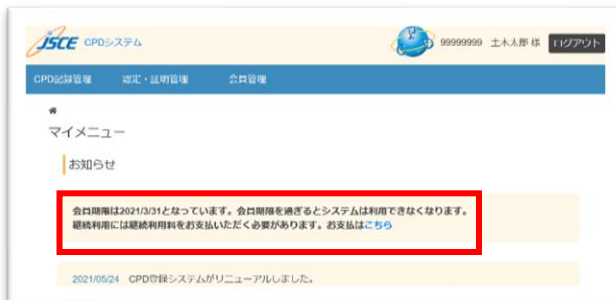 JSCE CPDシステム
99999999 土木太郎 様 ログアウト
CPD記録管理 認定・証明管理 会員管理
マイメニュー
お知らせ
会員期限は2021/3/31となっています。会員期限を過ぎるとシステムは利用できなくなります。
継続利用には継続利用料をお支払いただく必要があります。お支払はこちら
2021/05/24 CPD登録システムがリニューアルしました。